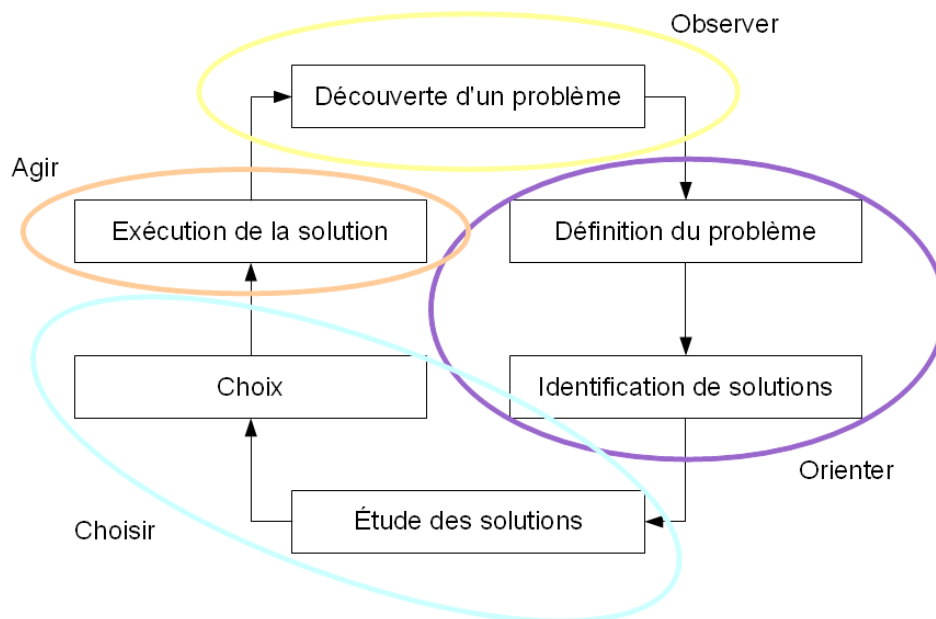 Observer
Découverte d'un problème
Agir
Exécution de la solution
Définition du problème
Choix
Identification de solutions
Orienter
Étude des solutions
Choisir